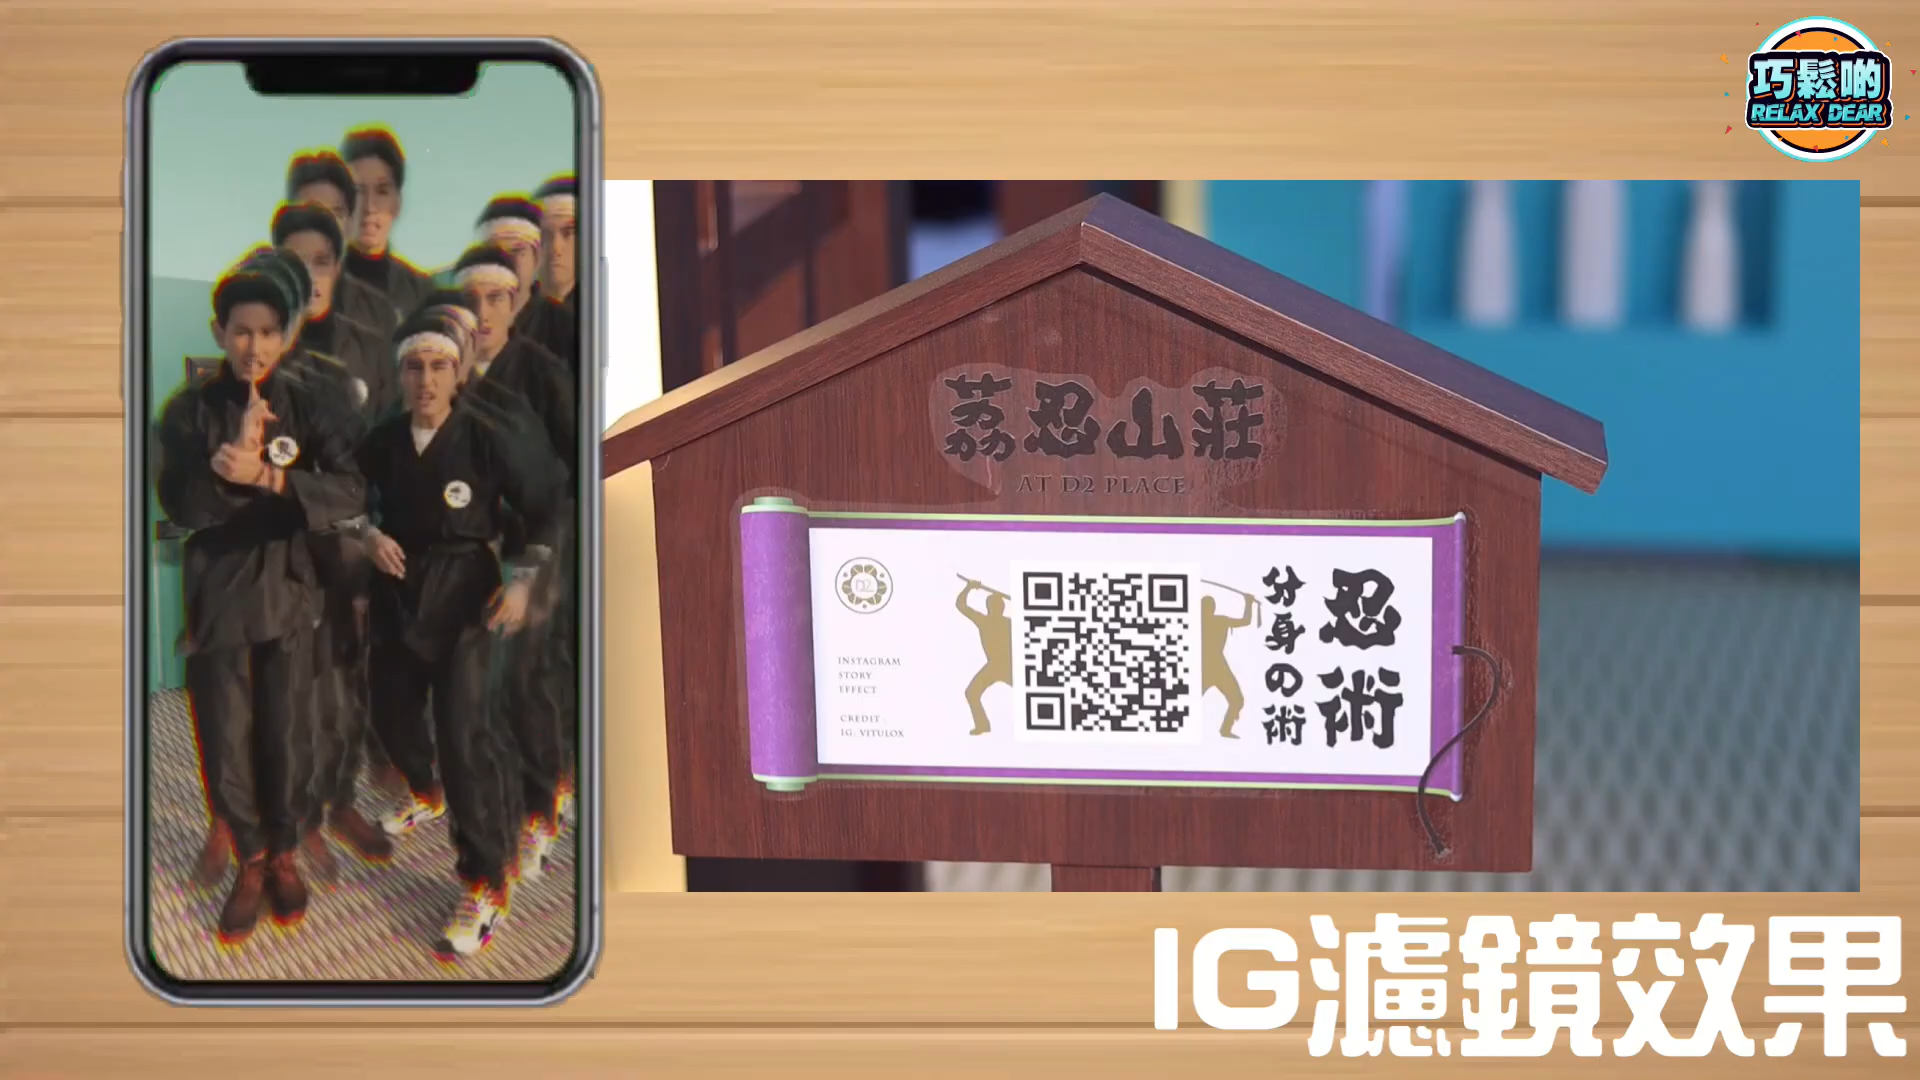 巧鬆啲
RELAX DEAR
荔忍山莊
AT D2 PLACE
D2
INSTAGRAM
STORY
EFFECT
CREDIT :
IG: VITULOX
忍術
分身の術
IG濾鏡效果